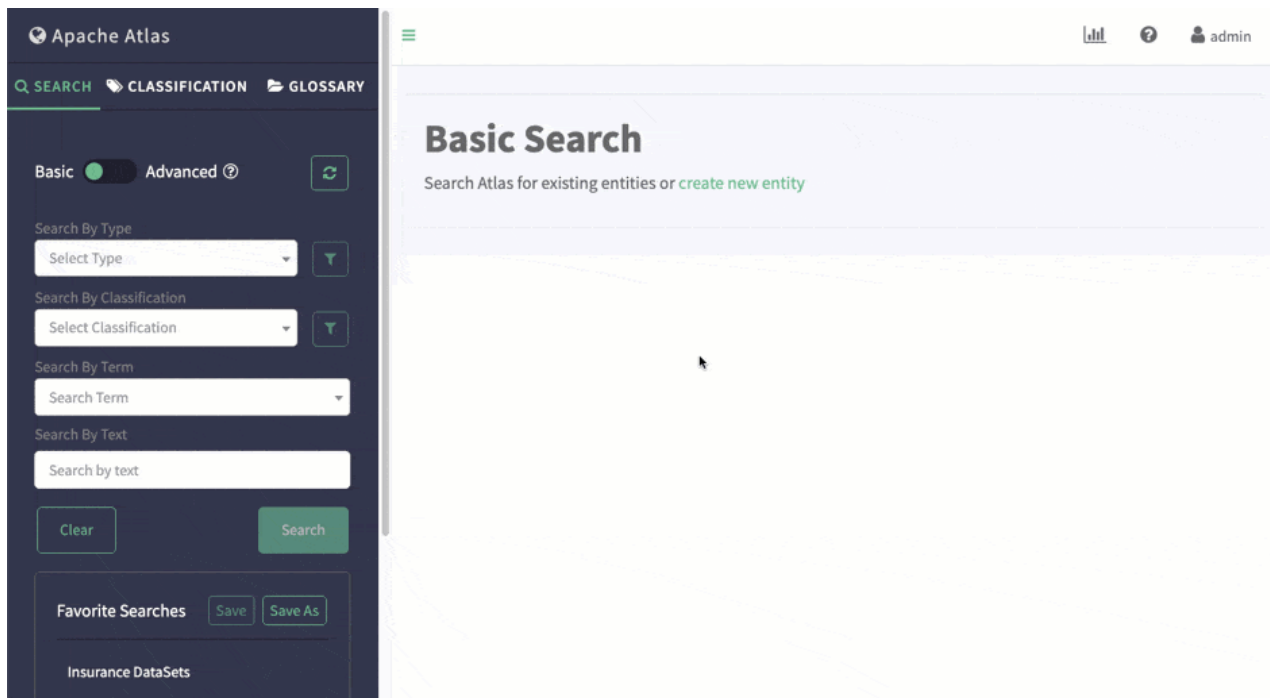 Apache Atlas
admin
SEARCH CLASSIFICATION GLOSSARY
Basic Search
Basic Advanced
Search Atlas for existing entities or create new entity
Search By Type
Select Type
Search By Classification
Select Classification
Search By Term
Search Term
Search By Text
Search by text
Clear Search
Favorite Searches Save Save As
Insurance DataSets